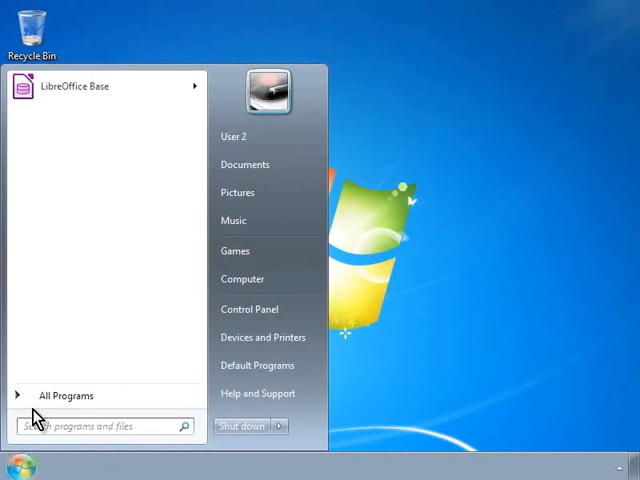 Recycle Bin
LibreOffice Base
User 2
Documents
Pictures
Music
Games
Computer
Control Panel
Devices and Printers
Default Programs
Help and Support
All Programs
Search programs and files
Shut down